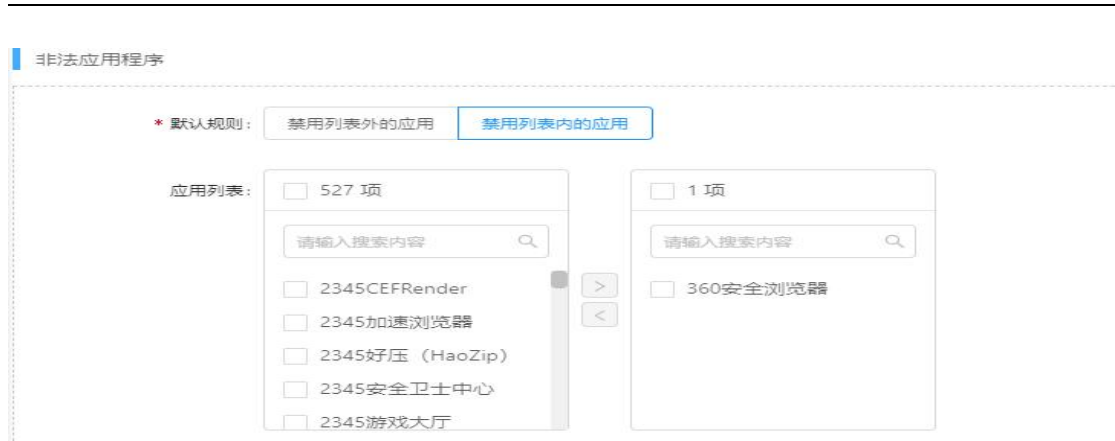 非法应用程序
* 默认规则: 禁用列表外的应用 禁用列表内的应用
应用列表: 527 项 1 项
请输入搜索内容 请输入搜索内容
2345CEFRender > 360安全浏览器
2345加速浏览器 <
2345好压（HaoZip）
2345安全卫士中心
2345游戏大厅